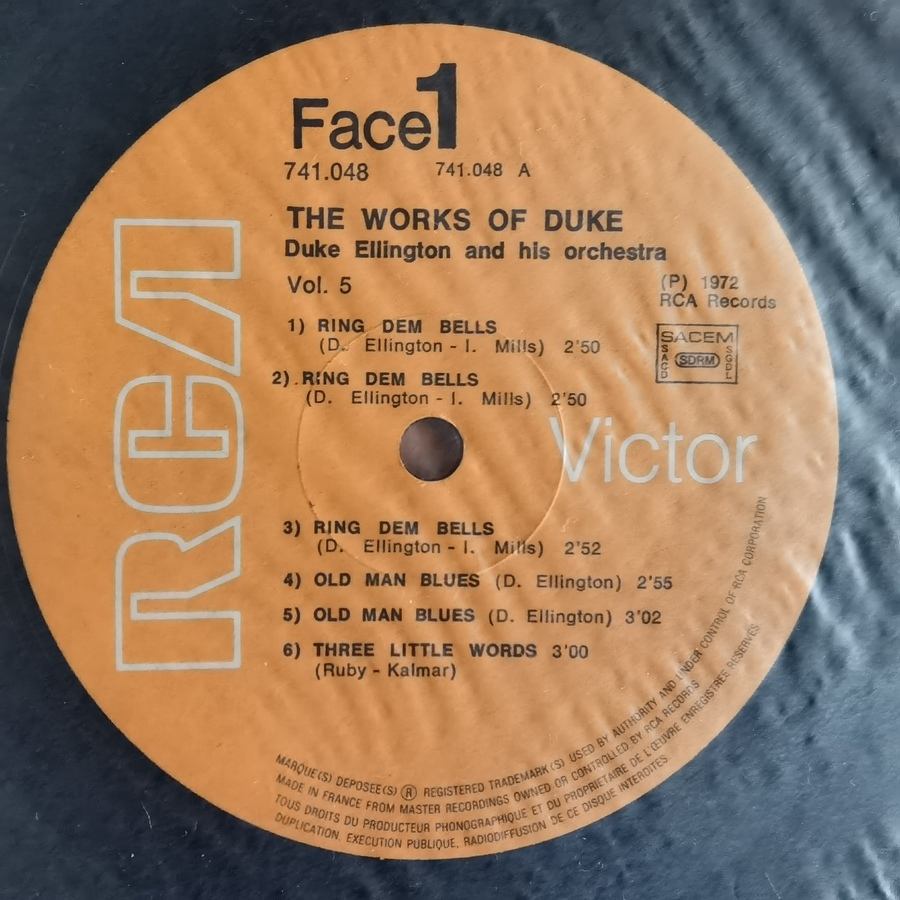 Face 1
741.048 741.048 A
THE WORKS OF DUKE
Duke Ellington and his orchestra
Vol. 5
(P) 1972
RCA Records
SACEM
SACD SDRM SGDL
1) RING DEM BELLS
(D. Ellington - I. Mills) 2'50
2) RING DEM BELLS
(D. Ellington - I. Mills) 2'50
RCA
Victor
3) RING DEM BELLS
(D. Ellington - I. Mills) 2'52
4) OLD MAN BLUES (D. Ellington) 2'55
5) OLD MAN BLUES (D. Ellington) 3'02
6) THREE LITTLE WORDS 3'00
(Ruby - Kalmar)
MARQUE(S) DEPOSEE(S) ® REGISTERED TRADEMARK(S) USED BY AUTHORITY AND UNDER CONTROL OF RCA CORPORATION
MADE IN FRANCE FROM MASTER RECORDINGS OWNED OR CONTROLLED BY RCA RECORDS
TOUS DROITS DU PRODUCTEUR PHONOGRAPHIQUE ET DU PROPRIETAIRE DE L'ŒUVRE ENREGISTREE RESERVES
DUPLICATION, EXECUTION PUBLIQUE, RADIODIFFUSION DE CE DISQUE INTERDITES